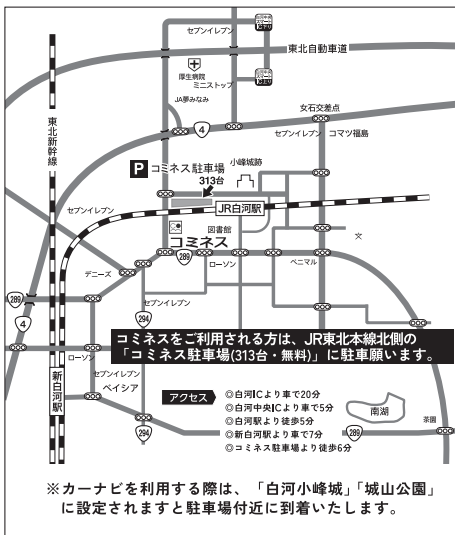 セブンイレブン
東北自動車道
厚生病院
ミニストップ
JA夢みなみ
女石交差点
4
セブンイレブン
コマツ福島
東北新幹線
P コミネス駐車場
313台
小峰城跡
セブンイレブン
JR白河駅
図書館
コミネス
文
289
ローソン
ベニマル
デニーズ
289
セブンイレブン
294
4
コミネスをご利用される方は、JR東北本線北側の
「コミネス駐車場(313台・無料)」に駐車願います。
ローソン
新白河駅
セブンイレブン
ベイシア
アクセス
◎白河ICより車で20分
◎白河中央ICより車で5分
◎白河駅より徒歩5分
◎新白河駅より車で7分
◎コミネス駐車場より徒歩6分
南湖
茶園
294
289
※カーナビを利用する際は、「白河小峰城」「城山公園」
に設定されますと駐車場付近に到着いたします。